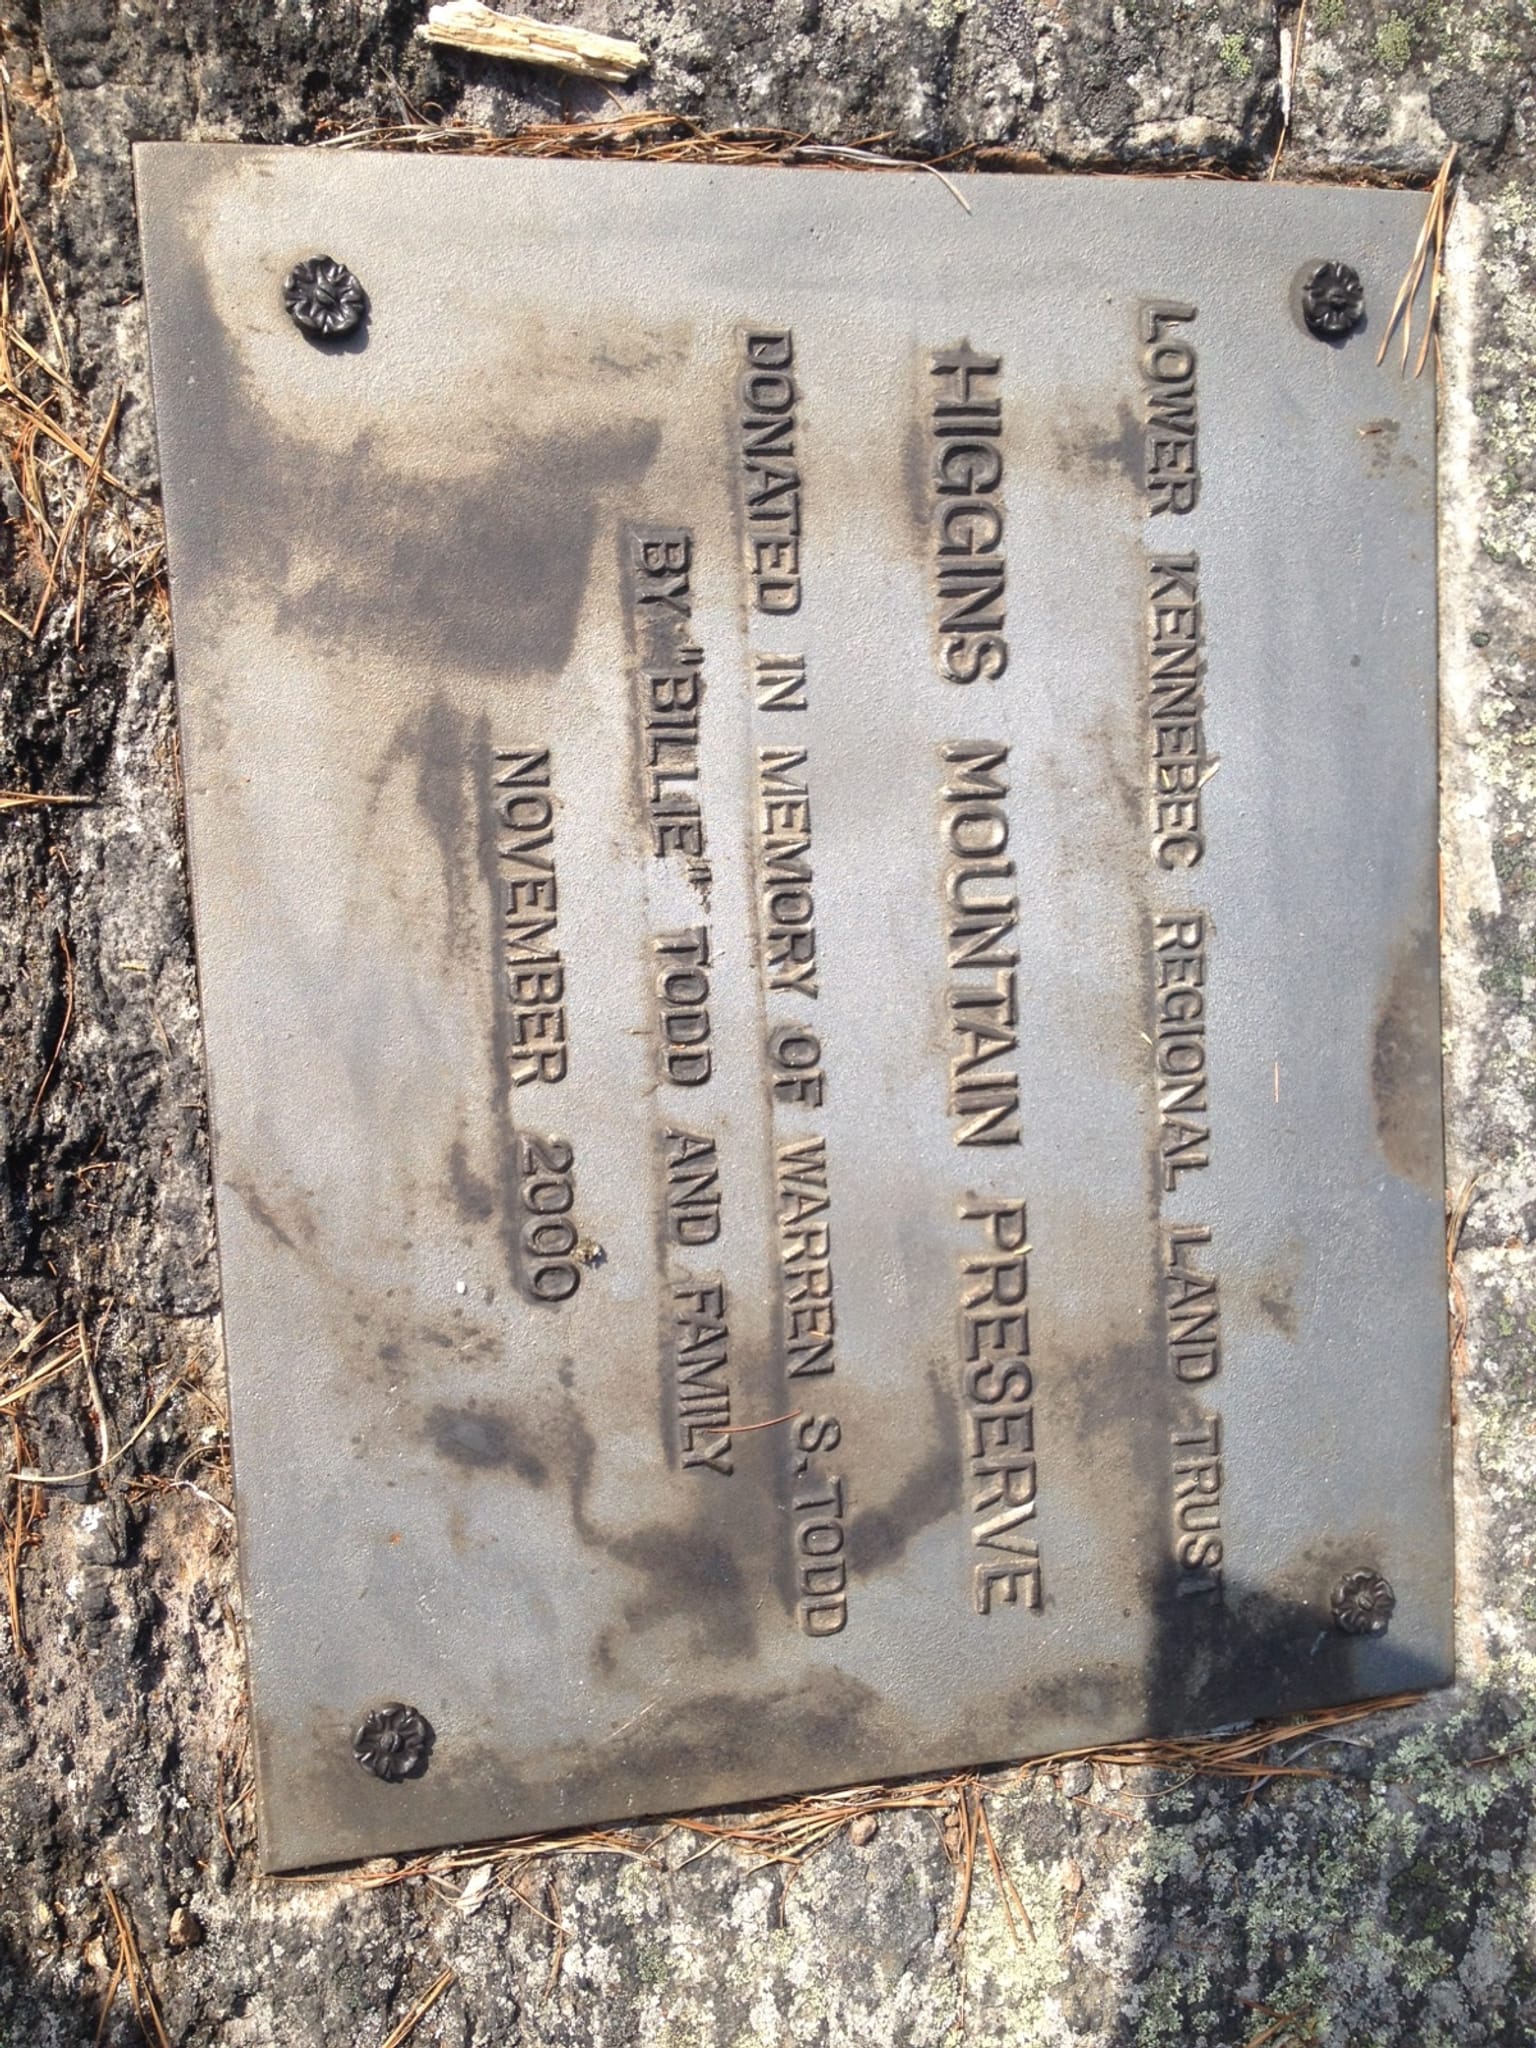 LOWER KENNEBEC REGIONAL LAND TRUST
HIGGINS MOUNTAIN PRESERVE
DONATED IN MEMORY OF WARREN S. TODD
BY "BILLIE" TODD AND FAMILY
NOVEMBER 2000